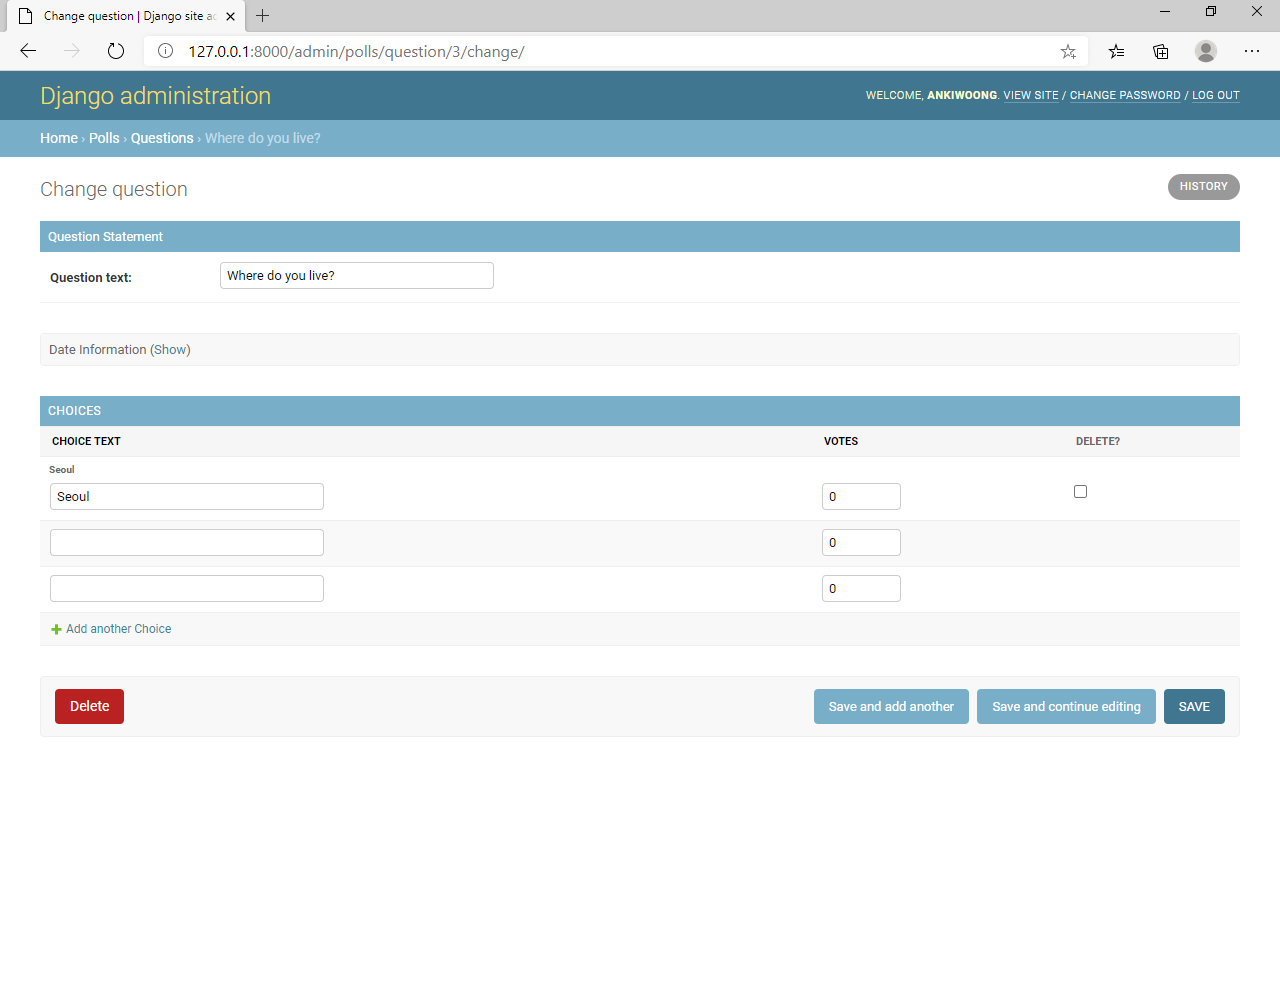 Change question | Django site ac
127.0.0.1:8000/admin/polls/question/3/change/
Django administration
WELCOME, ANKIWOONG. VIEW SITE / CHANGE PASSWORD / LOG OUT
Home › Polls › Questions › Where do you live?
Change question
HISTORY
Question Statement
Question text:
Where do you live?
Date Information (Show)
CHOICES
CHOICE TEXT VOTES DELETE?
Seoul
Seoul 0
0
0
Add another Choice
Delete Save and add another Save and continue editing SAVE